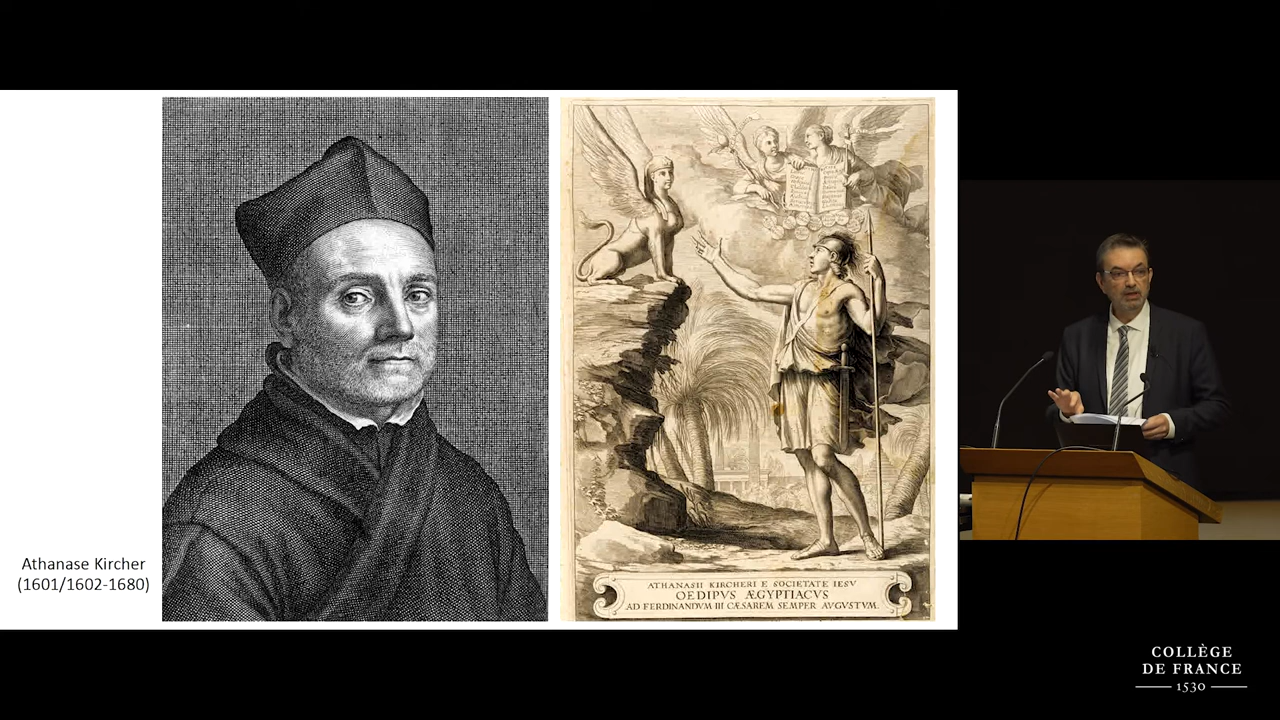 Athanase Kircher
(1601/1602-1680)
ATHANASII KIRCHERI E SOCIETATE IESV
OEDIPVS ÆGYPTIACVS
AD FERDINANDVM III CÆSAREM SEMPER AVGVSTVM.
COLLÈGE
DE FRANCE
1530